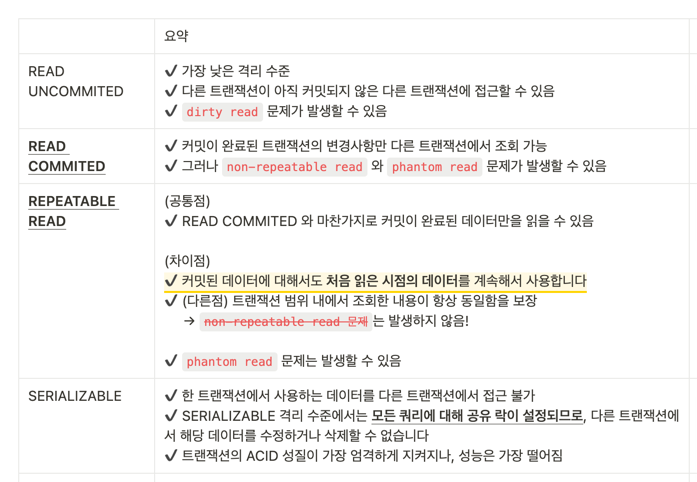 요약
READ
UNCOMMITED
✔ 가장 낮은 격리 수준
✔ 다른 트랜잭션이 아직 커밋되지 않은 다른 트랜잭션에 접근할 수 있음
✔ dirty read 문제가 발생할 수 있음
READ
COMMITED
✔ 커밋이 완료된 트랜잭션의 변경사항만 다른 트랜잭션에서 조회 가능
✔ 그러나 non-repeatable read 와 phantom read 문제가 발생할 수 있음
REPEATABLE
READ
(공통점)
✔ READ COMMITED 와 마찬가지로 커밋이 완료된 데이터만을 읽을 수 있음
(차이점)
✔ 커밋된 데이터에 대해서도 처음 읽은 시점의 데이터를 계속해서 사용합니다
✔ (다른점) 트랜잭션 범위 내에서 조회한 내용이 항상 동일함을 보장
→ non-repeatable read 문제 는 발생하지 않음!
✔ phantom read 문제는 발생할 수 있음
SERIALIZABLE
✔ 한 트랜잭션에서 사용하는 데이터를 다른 트랜잭션에서 접근 불가
✔ SERIALIZABLE 격리 수준에서는 모든 쿼리에 대해 공유 락이 설정되므로, 다른 트랜잭션에
서 해당 데이터를 수정하거나 삭제할 수 없습니다
✔ 트랜잭션의 ACID 성질이 가장 엄격하게 지켜지나, 성능은 가장 떨어짐